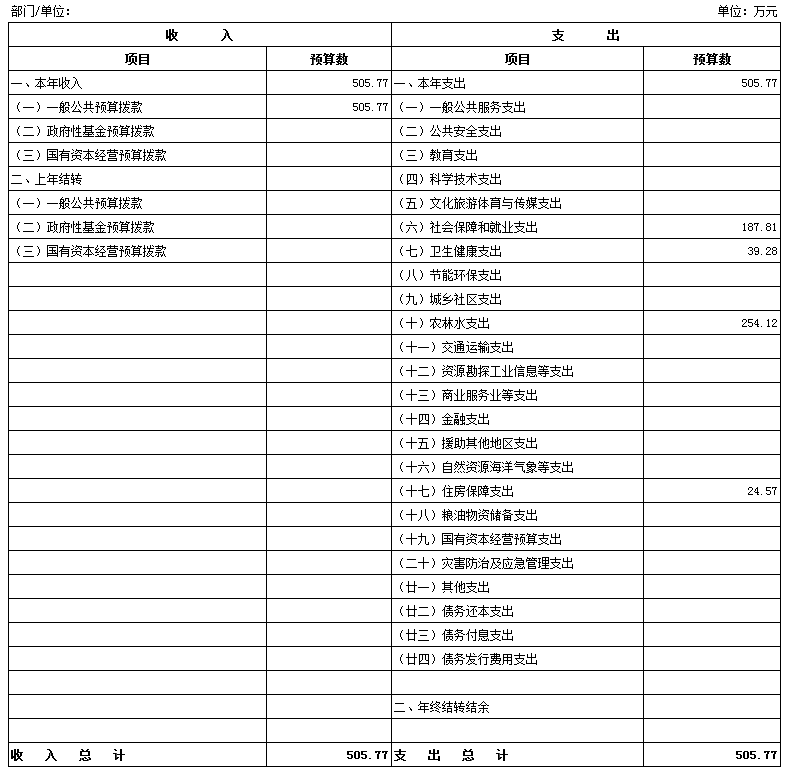 部门/单位: 单位: 万元
收 入 支 出
项目 预算数 项目 预算数
一、本年收入 505.77 一、本年支出 505.77
（一）一般公共预算拨款 505.77 （一）一般公共服务支出
（二）政府性基金预算拨款 （二）公共安全支出
（三）国有资本经营预算拨款 （三）教育支出
二、上年结转 （四）科学技术支出
（一）一般公共预算拨款 （五）文化旅游体育与传媒支出
（二）政府性基金预算拨款 （六）社会保障和就业支出 187.81
（三）国有资本经营预算拨款 （七）卫生健康支出 39.28
（八）节能环保支出
（九）城乡社区支出
（十）农林水支出 254.12
（十一）交通运输支出
（十二）资源勘探工业信息等支出
（十三）商业服务业等支出
（十四）金融支出
（十五）援助其他地区支出
（十六）自然资源海洋气象等支出
（十七）住房保障支出 24.57
（十八）粮油物资储备支出
（十九）国有资本经营预算支出
（二十）灾害防治及应急管理支出
（廿一）其他支出
（廿二）债务还本支出
（廿三）债务付息支出
（廿四）债务发行费用支出
二、年终结转结余
收 入 总 计 505.77 支 出 总 计 505.77